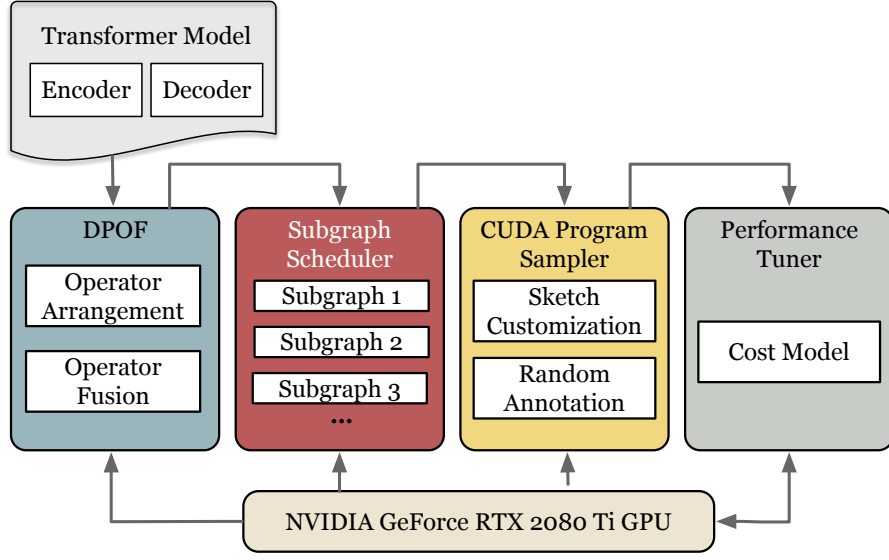 Transformer Model
Encoder
Decoder
DPOF
Operator
Arrangement
Operator
Fusion
Subgraph
Scheduler
Subgraph 1
Subgraph 2
Subgraph 3
...
CUDA Program
Sampler
Sketch
Customization
Random
Annotation
Performance
Tuner
Cost Model
NVIDIA GeForce RTX 2080 Ti GPU